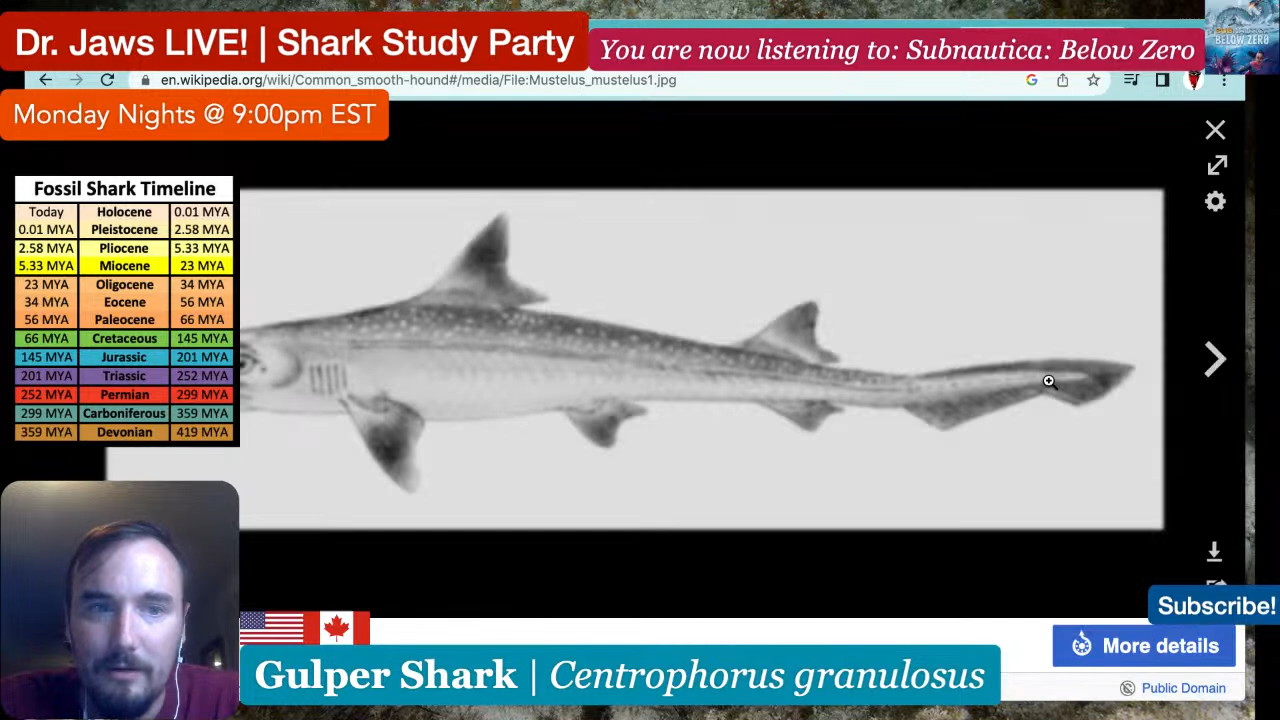 Dr. Jaws LIVE! | Shark Study Party
You are now listening to: Subnautica: Below Zero
BELOW ZERO
en.wikipedia.org/wiki/Common_smooth-hound#/media/File:Mustelus_mustelus1.jpg
Monday Nights @ 9:00pm EST
Fossil Shark Timeline
Today Holocene 0.01 MYA
0.01 MYA Pleistocene 2.58 MYA
2.58 MYA Pliocene 5.33 MYA
5.33 MYA Miocene 23 MYA
23 MYA Oligocene 34 MYA
34 MYA Eocene 56 MYA
56 MYA Paleocene 66 MYA
66 MYA Cretaceous 145 MYA
145 MYA Jurassic 201 MYA
201 MYA Triassic 252 MYA
252 MYA Permian 299 MYA
299 MYA Carboniferous 359 MYA
359 MYA Devonian 419 MYA
Subscribe!
More details
Gulper Shark | Centrophorus granulosus
Public Domain